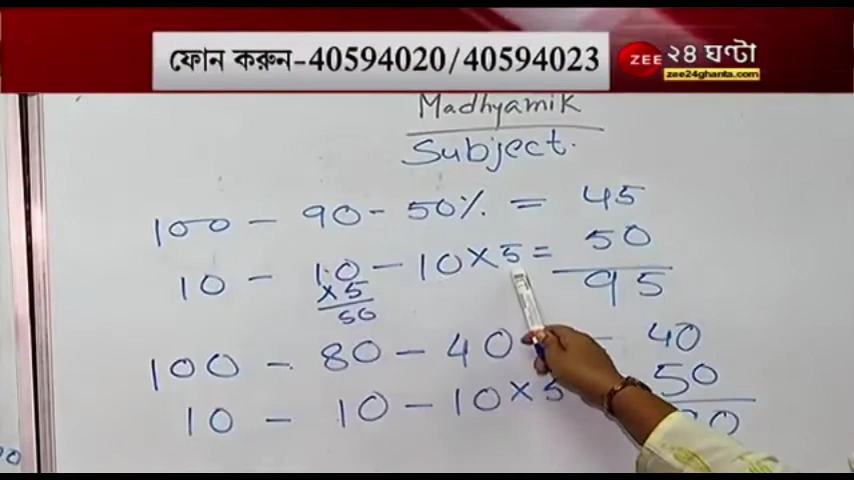 ফোন করুন-40594020/40594023
ZEE ২৪ ঘণ্টা
zee24ghanta.com
Madhyamik
Subject.
100 - 90 - 50% = 45
10 - 10 - 10×5 = 50
×5
50
95
100 - 80 - 40 - 40
10 - 10 - 10×5 50
90